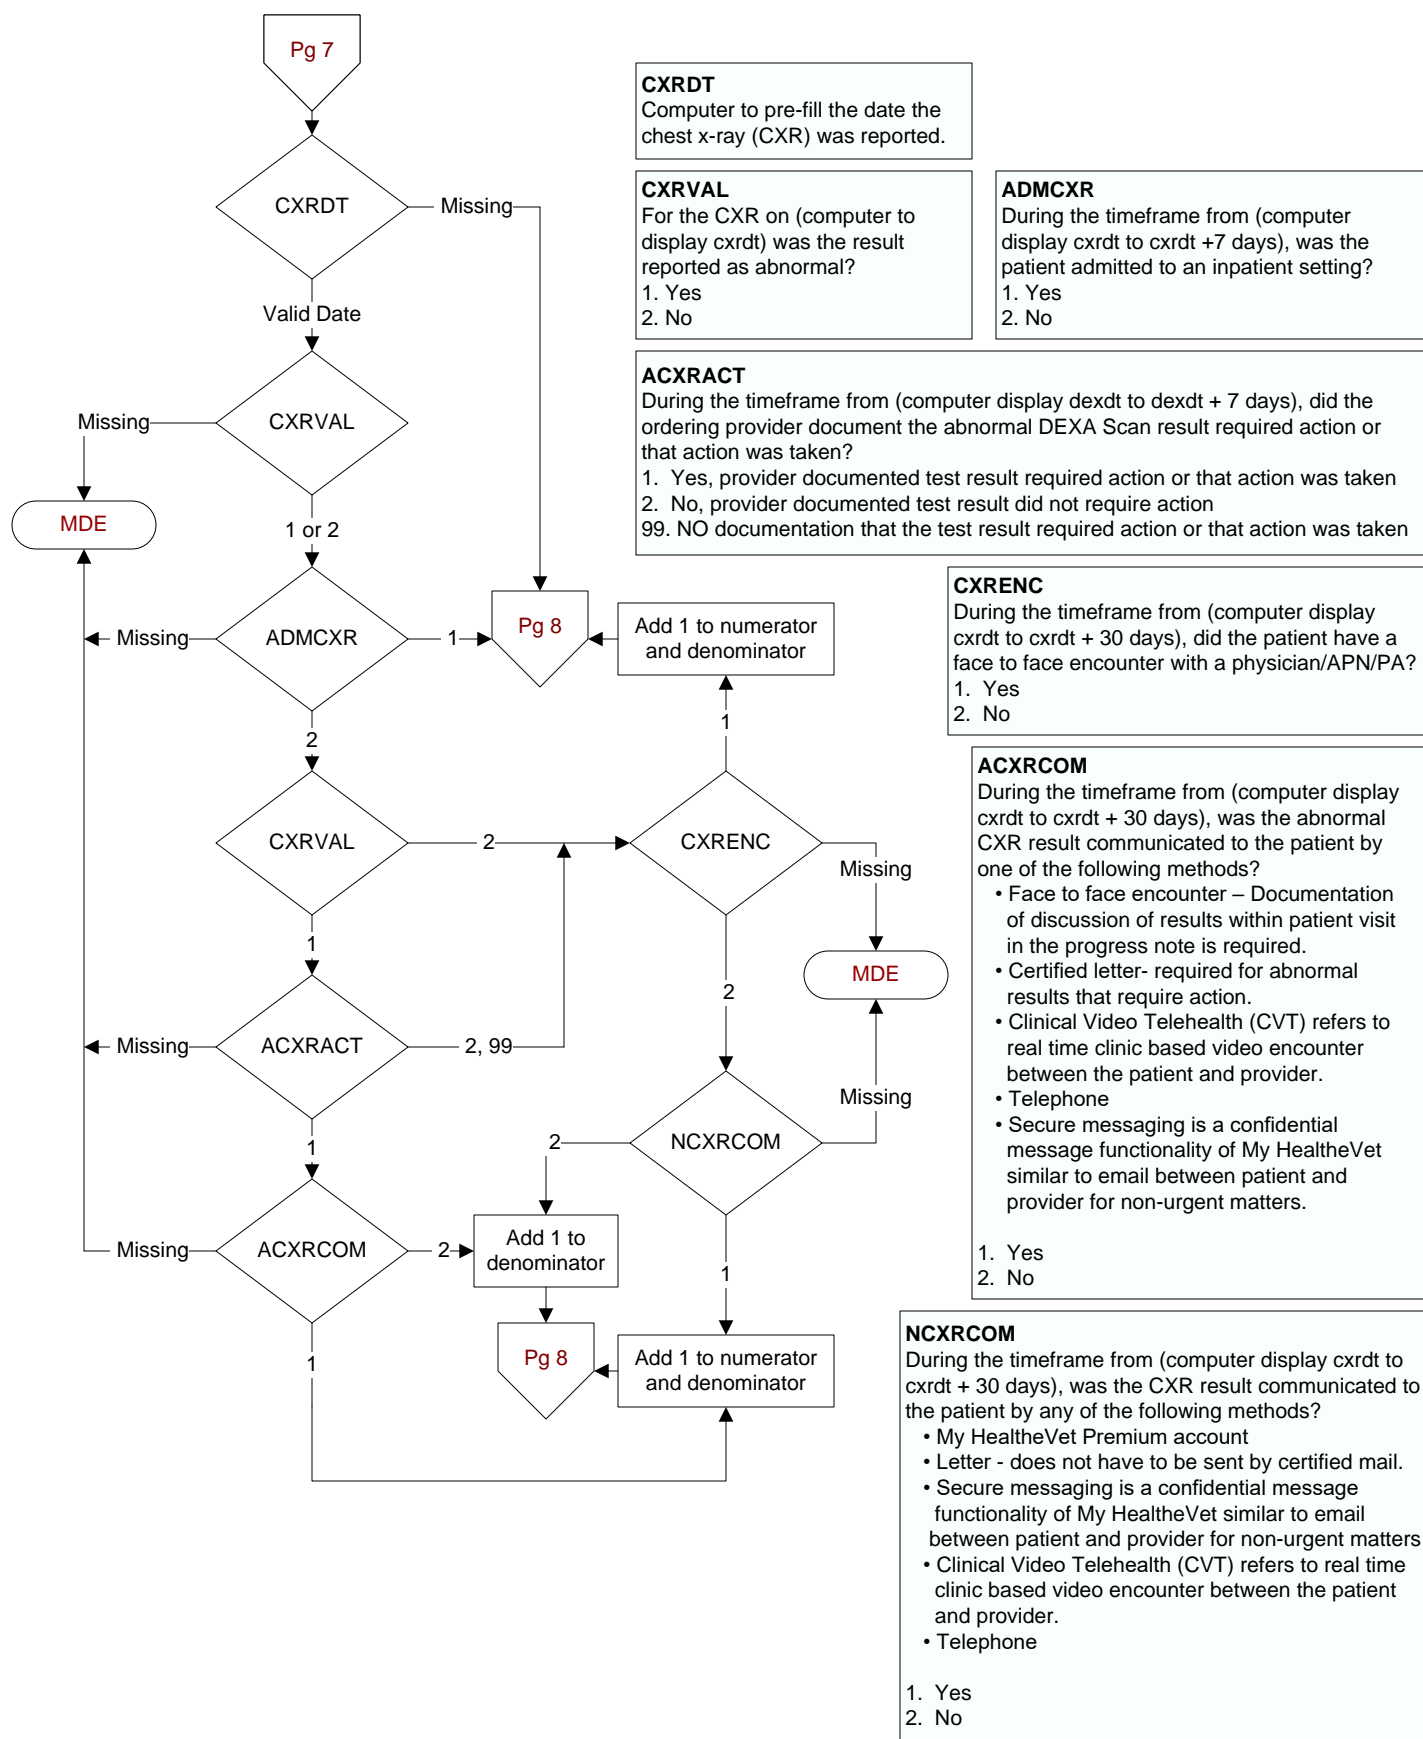 Pg 7
CXRDT
Computer to pre-fill the date the
chest x-ray (CXR) was reported.
CXRDT
Missing
CXRVAL
For the CXR on (computer to
display cxrdt) was the result
reported as abnormal?
1. Yes
2. No
ADMCXR
During the timeframe from (computer
display cxrdt to cxrdt +7 days), was the
patient admitted to an inpatient setting?
1. Yes
2. No
Valid Date
CXRVAL
Missing
MDE
1 or 2
ACXRACT
During the timeframe from (computer display dexdt to dexdt + 7 days), did the
ordering provider document the abnormal DEXA Scan result required action or
that action was taken?
1. Yes, provider documented test result required action or that action was taken
2. No, provider documented test result did not require action
99. NO documentation that the test result required action or that action was taken
Missing
ADMCXR
1
Pg 8
Add 1 to numerator
and denominator
CXRENC
During the timeframe from (computer display
cxrdt to cxrdt + 30 days), did the patient have a
face to face encounter with a physician/APN/PA?
1. Yes
2. No
2
1
CXRVAL
2
CXRENC
Missing
MDE
ACXRCOM
During the timeframe from (computer display
cxrdt to cxrdt + 30 days), was the abnormal
CXR result communicated to the patient by
one of the following methods?
• Face to face encounter – Documentation
of discussion of results within patient visit
in the progress note is required.
• Certified letter- required for abnormal
results that require action.
• Clinical Video Telehealth (CVT) refers to
real time clinic based video encounter
between the patient and provider.
• Telephone
• Secure messaging is a confidential
message functionality of My HealtheVet
similar to email between patient and
provider for non-urgent matters.
1. Yes
2. No
1
2
Missing
ACXRACT
2, 99
Missing
NCXRCOM
2
1
Missing
ACXRCOM
2
Add 1 to
denominator
1
1
Pg 8
Add 1 to numerator
and denominator
NCXRCOM
During the timeframe from (computer display cxrdt to
cxrdt + 30 days), was the CXR result communicated to
the patient by any of the following methods?
• My HealtheVet Premium account
• Letter - does not have to be sent by certified mail.
• Secure messaging is a confidential message
functionality of My HealtheVet similar to email
between patient and provider for non-urgent matters
• Clinical Video Telehealth (CVT) refers to real time
clinic based video encounter between the patient
and provider.
• Telephone
1. Yes
2. No